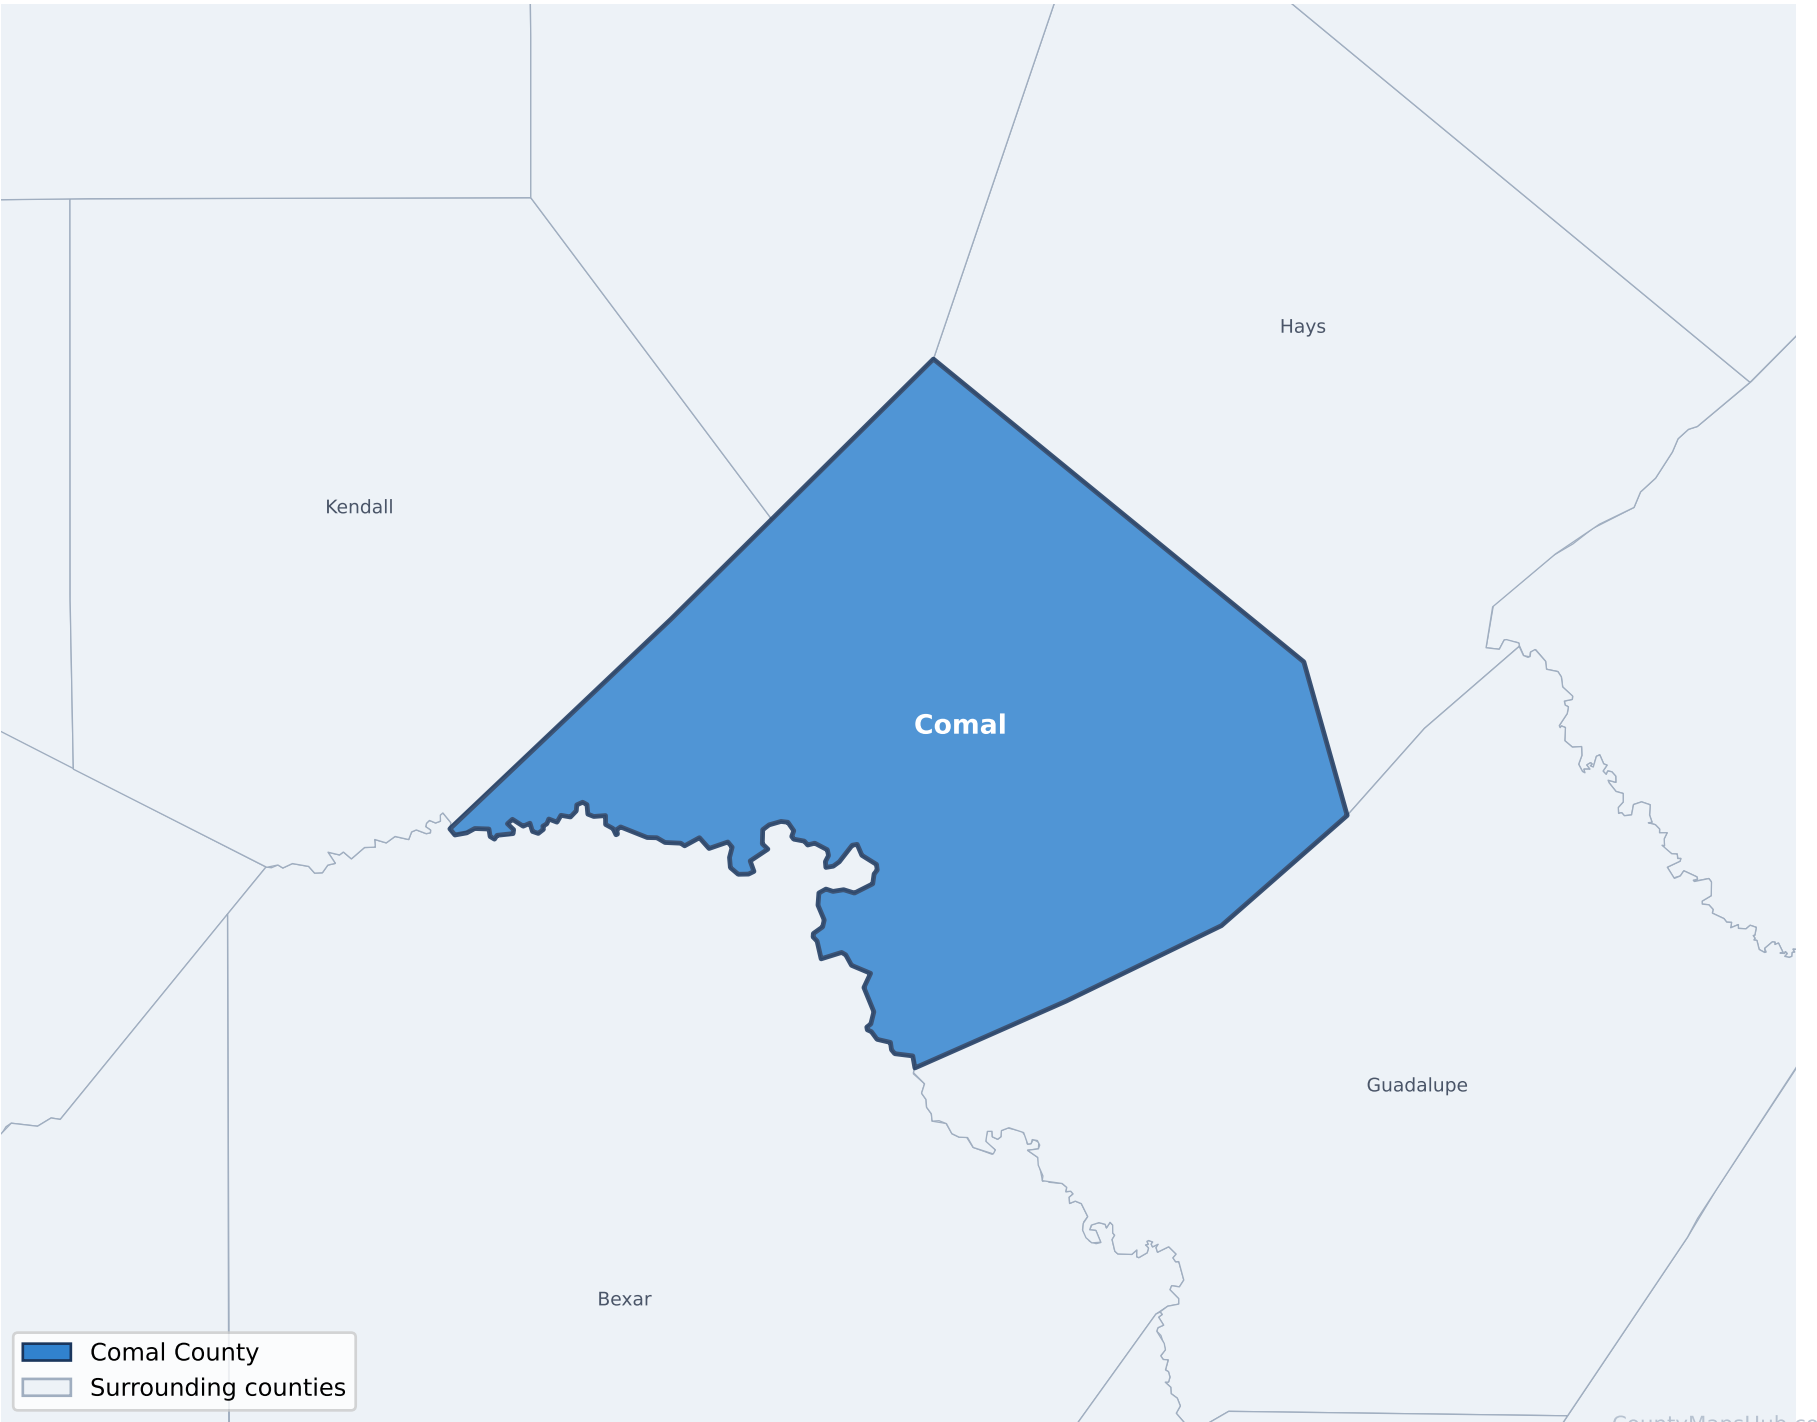 Hays
Kendall
Comal
Guadalupe
Bexar
Comal County
Surrounding counties